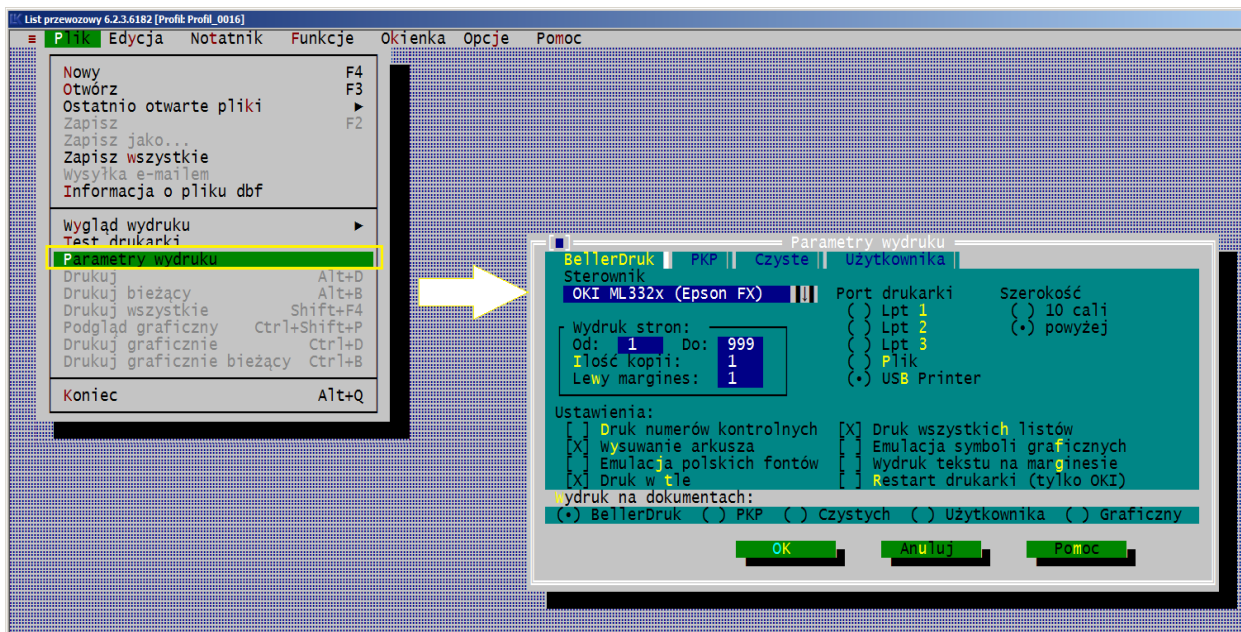 List przewozowy 6.2.3.6182 [Profil: Profil_0016]
≡ Plik Edycja Notatnik Funkcje Okienka Opcje Pomoc
Nowy F4
Otwórz F3
Ostatnio otwarte pliki ►
Zapisz F2
Zapisz jako...
Zapisz wszystkie
Wysyłka e-mailem
Informacja o pliku dbf
Wygląd wydruku ►
Test drukarki
Parametry wydruku
Drukuj Alt+D
Drukuj bieżący Alt+B
Drukuj wszystkie Shift+F4
Podgląd graficzny Ctrl+Shift+P
Drukuj graficznie Ctrl+D
Drukuj graficznie bieżący Ctrl+B
Koniec Alt+Q
[■] Parametry wydruku
BellerDruk PKP Czyste Użytkownika
Sterownik
OKI ML332x (Epson FX) Port drukarki Szerokość
( ) Lpt 1 ( ) 10 cali
Wydruk stron: ( ) Lpt 2 (•) powyżej
Od: 1 Do: 999 ( ) Lpt 3
Ilość kopii: 1 ( ) Plik
Lewy margines: 1 (•) USB Printer
Ustawienia:
[ ] Druk numerów kontrolnych [X] Druk wszystkich listów
[X] Wysuwanie arkusza [ ] Emulacja symboli graficznych
[ ] Emulacja polskich fontów [ ] Wydruk tekstu na marginesie
[X] Druk w tle [ ] Restart drukarki (tylko OKI)
Wydruk na dokumentach:
(•) BellerDruk ( ) PKP ( ) Czystych ( ) Użytkownika ( ) Graficzny
OK Anuluj Pomoc